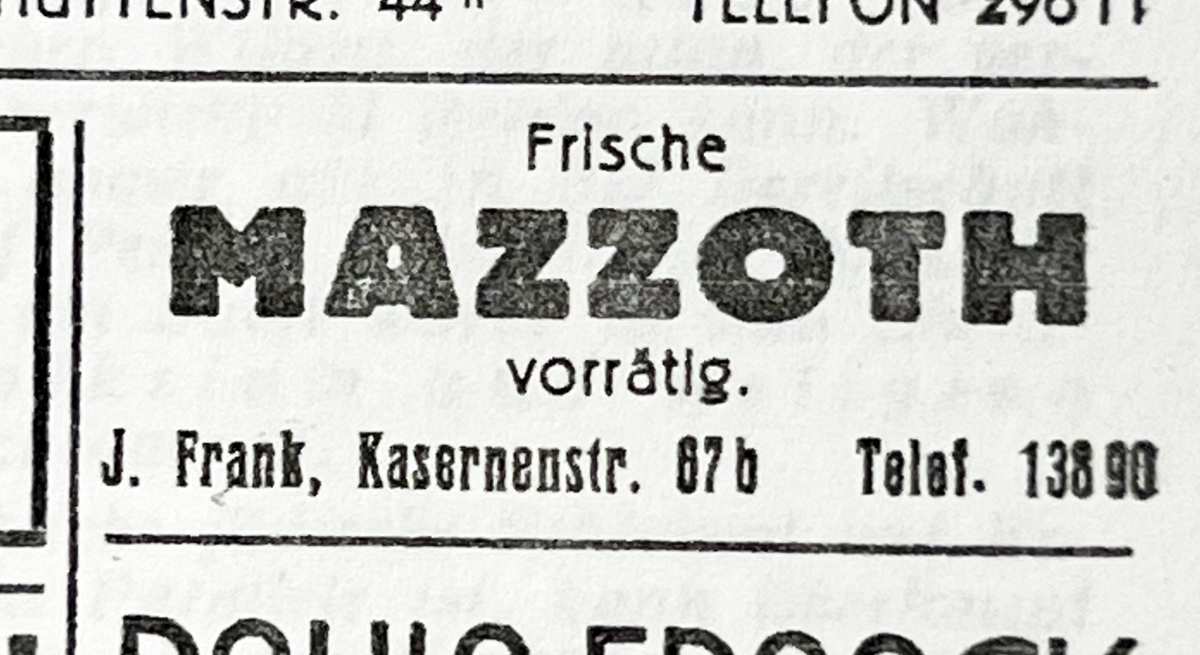 Frische
MAZZOTH
vorrätig.
J. Frank, Kasernenstr. 67b Telef. 13890